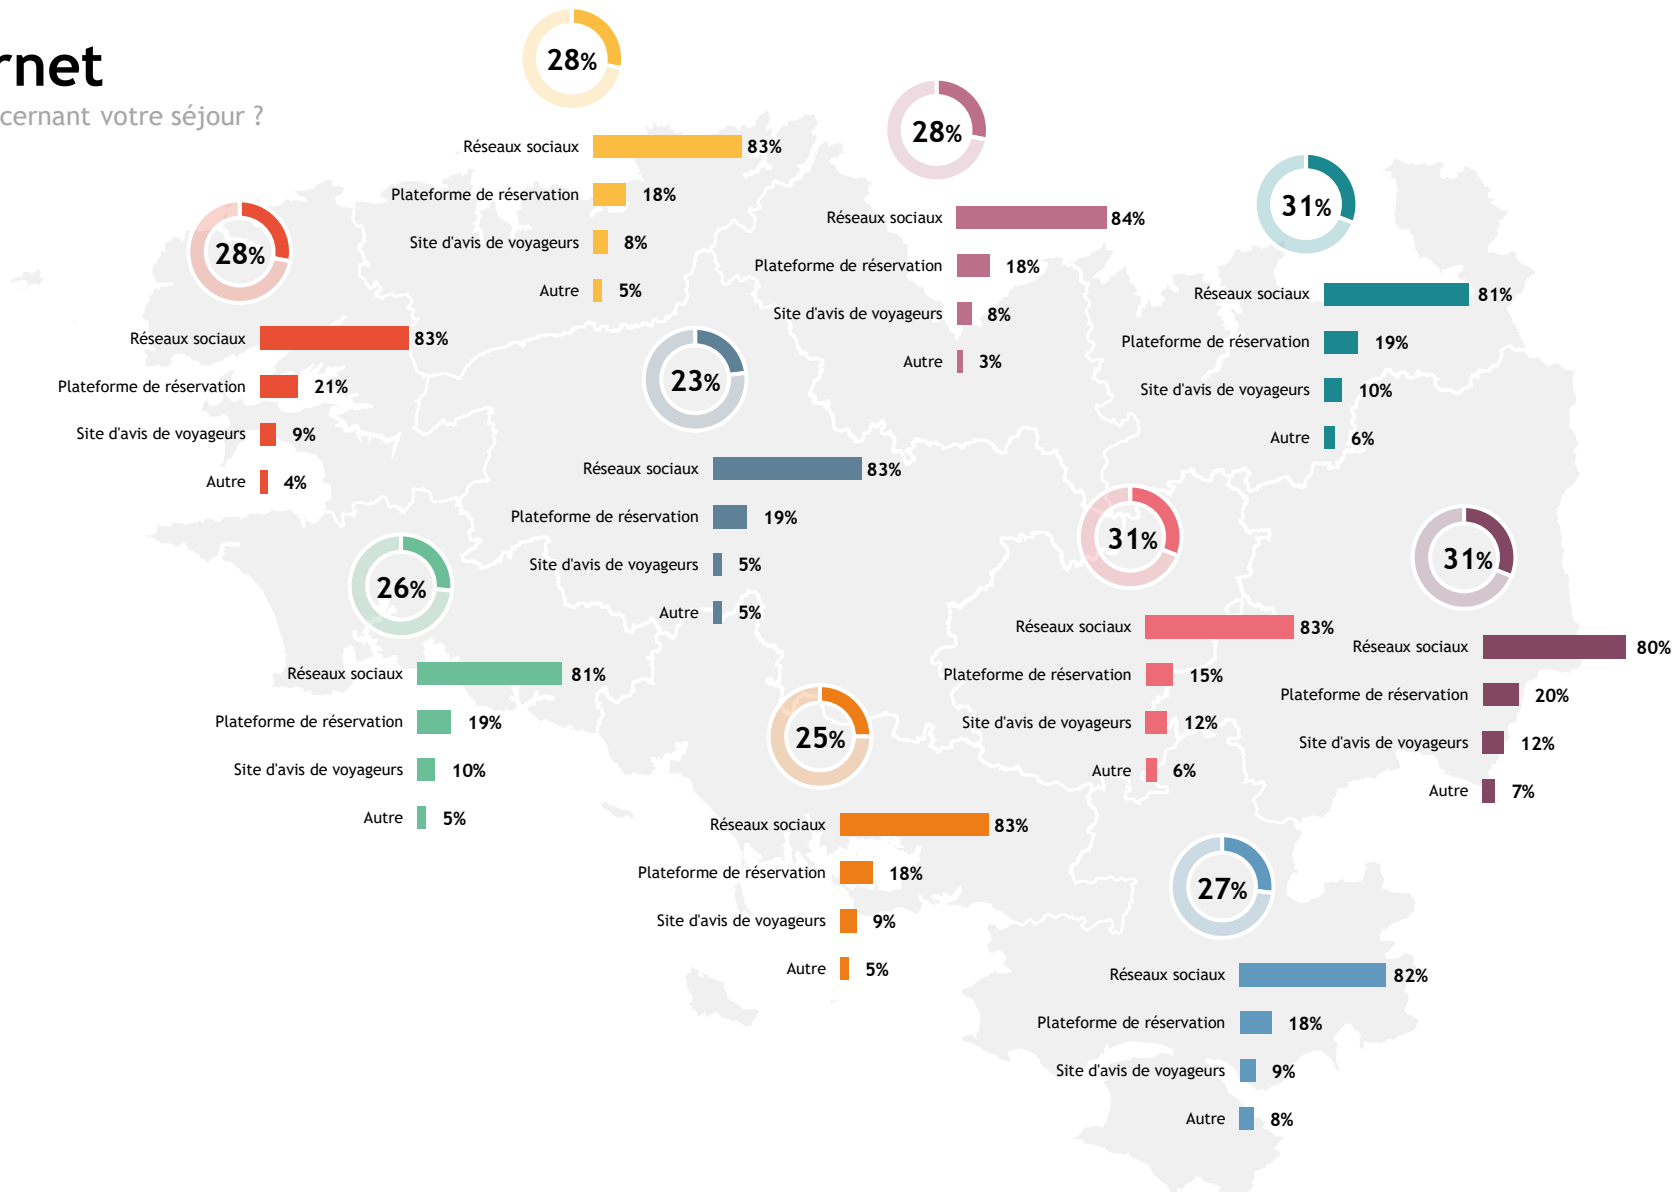 rnet
cernant votre séjour ?
28%
Réseaux sociaux 83%
Plateforme de réservation 18%
Site d'avis de voyageurs 8%
Autre 5%
28%
Réseaux sociaux 84%
Plateforme de réservation 18%
Site d'avis de voyageurs 8%
Autre 3%
31%
Réseaux sociaux 81%
Plateforme de réservation 19%
Site d'avis de voyageurs 10%
Autre 6%
28%
Réseaux sociaux 83%
Plateforme de réservation 21%
Site d'avis de voyageurs 9%
Autre 4%
23%
Réseaux sociaux 83%
Plateforme de réservation 19%
Site d'avis de voyageurs 5%
Autre 5%
31%
Réseaux sociaux 83%
Plateforme de réservation 15%
Site d'avis de voyageurs 12%
Autre 6%
31%
Réseaux sociaux 80%
Plateforme de réservation 20%
Site d'avis de voyageurs 12%
Autre 7%
26%
Réseaux sociaux 81%
Plateforme de réservation 19%
Site d'avis de voyageurs 10%
Autre 5%
25%
Réseaux sociaux 83%
Plateforme de réservation 18%
Site d'avis de voyageurs 9%
Autre 5%
27%
Réseaux sociaux 82%
Plateforme de réservation 18%
Site d'avis de voyageurs 9%
Autre 8%